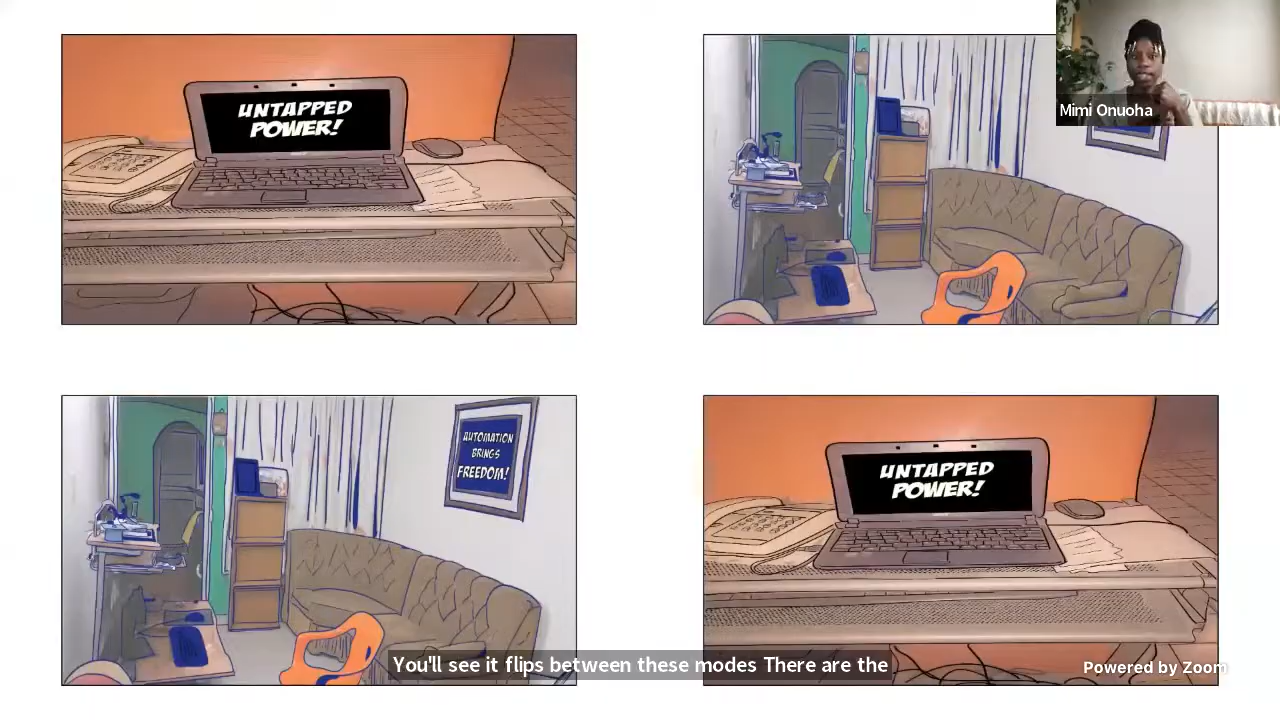 UNTAPPED
POWER!
Mimi Onuoha
AUTOMATION
BRINGS
FREEDOM!
UNTAPPED
POWER!
You'll see it flips between these modes There are the
Powered by Zoom